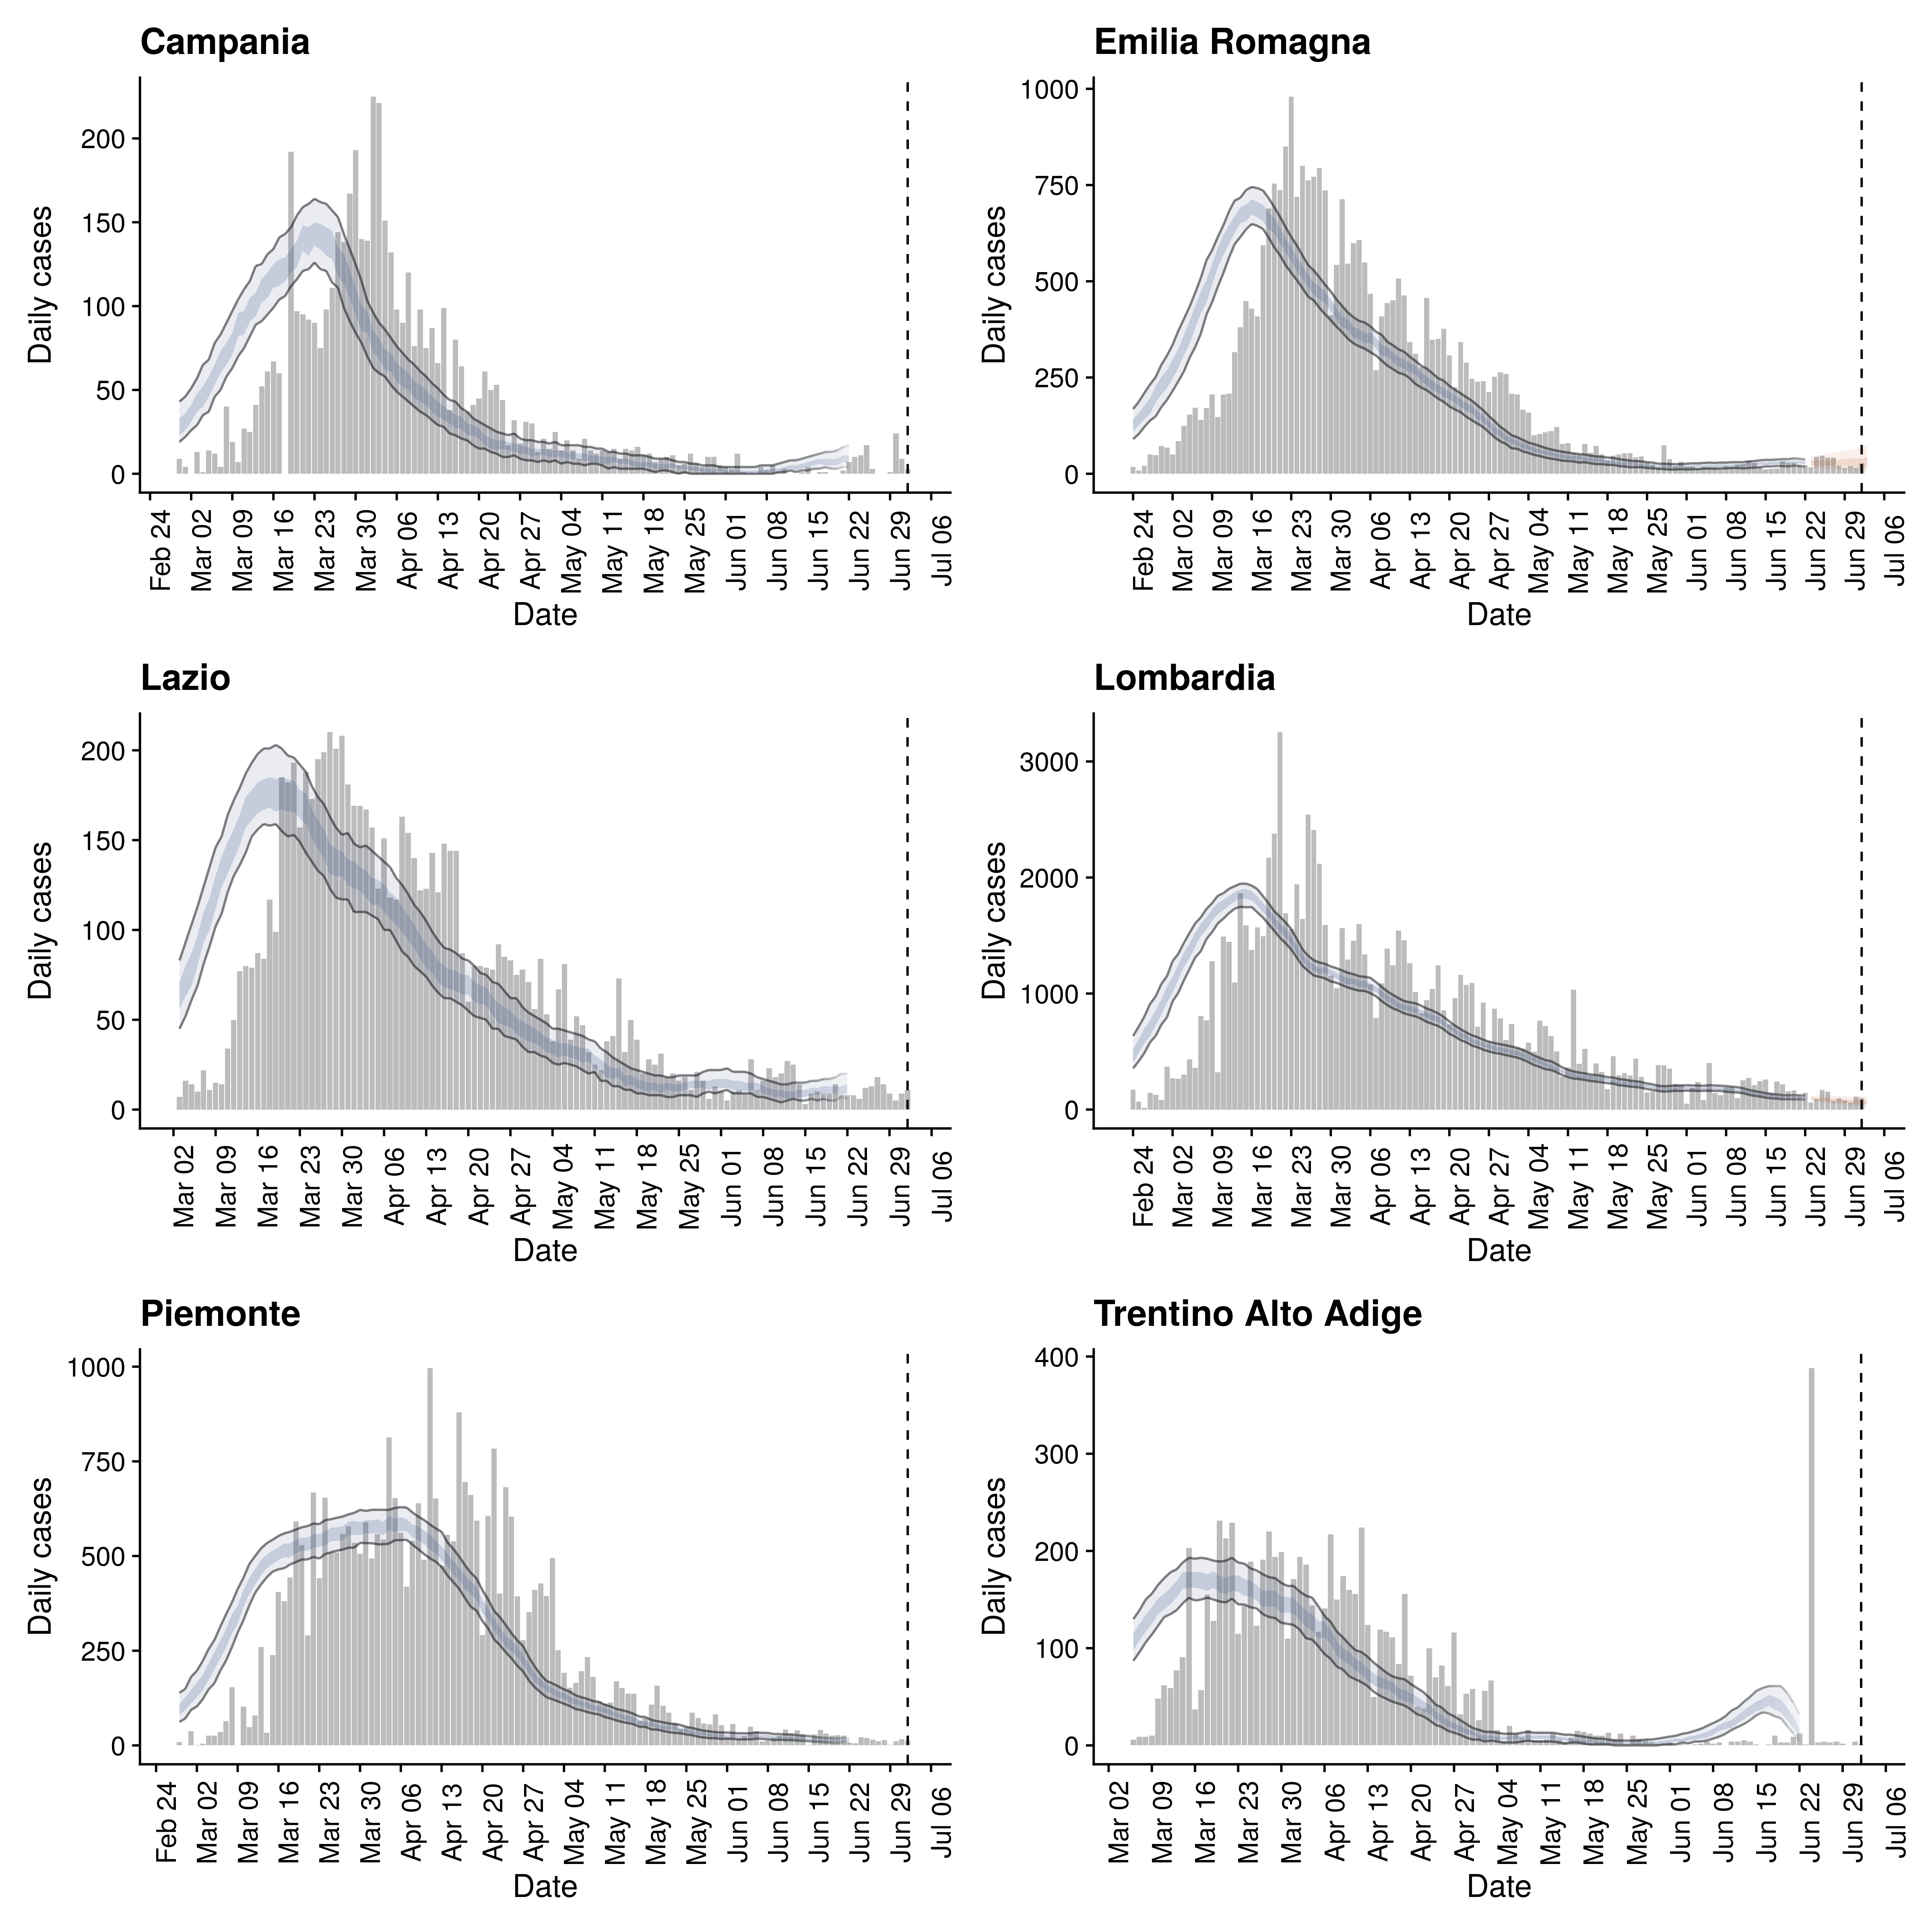 Campania
Daily cases
200
150
100
50
0
Feb 24 Mar 02 Mar 09 Mar 16 Mar 23 Mar 30 Apr 06 Apr 13 Apr 20 Apr 27 May 04 May 11 May 18 May 25 Jun 01 Jun 08 Jun 15 Jun 22 Jun 29 Jul 06
Date
Emilia Romagna
Daily cases
1000
750
500
250
0
Feb 24 Mar 02 Mar 09 Mar 16 Mar 23 Mar 30 Apr 06 Apr 13 Apr 20 Apr 27 May 04 May 11 May 18 May 25 Jun 01 Jun 08 Jun 15 Jun 22 Jun 29 Jul 06
Date
Lazio
Daily cases
200
150
100
50
0
Mar 02 Mar 09 Mar 16 Mar 23 Mar 30 Apr 06 Apr 13 Apr 20 Apr 27 May 04 May 11 May 18 May 25 Jun 01 Jun 08 Jun 15 Jun 22 Jun 29 Jul 06
Date
Lombardia
Daily cases
3000
2000
1000
0
Feb 24 Mar 02 Mar 09 Mar 16 Mar 23 Mar 30 Apr 06 Apr 13 Apr 20 Apr 27 May 04 May 11 May 18 May 25 Jun 01 Jun 08 Jun 15 Jun 22 Jun 29 Jul 06
Date
Piemonte
Daily cases
1000
750
500
250
0
Feb 24 Mar 02 Mar 09 Mar 16 Mar 23 Mar 30 Apr 06 Apr 13 Apr 20 Apr 27 May 04 May 11 May 18 May 25 Jun 01 Jun 08 Jun 15 Jun 22 Jun 29 Jul 06
Date
Trentino Alto Adige
Daily cases
400
300
200
100
0
Mar 02 Mar 09 Mar 16 Mar 23 Mar 30 Apr 06 Apr 13 Apr 20 Apr 27 May 04 May 11 May 18 May 25 Jun 01 Jun 08 Jun 15 Jun 22 Jun 29 Jul 06
Date